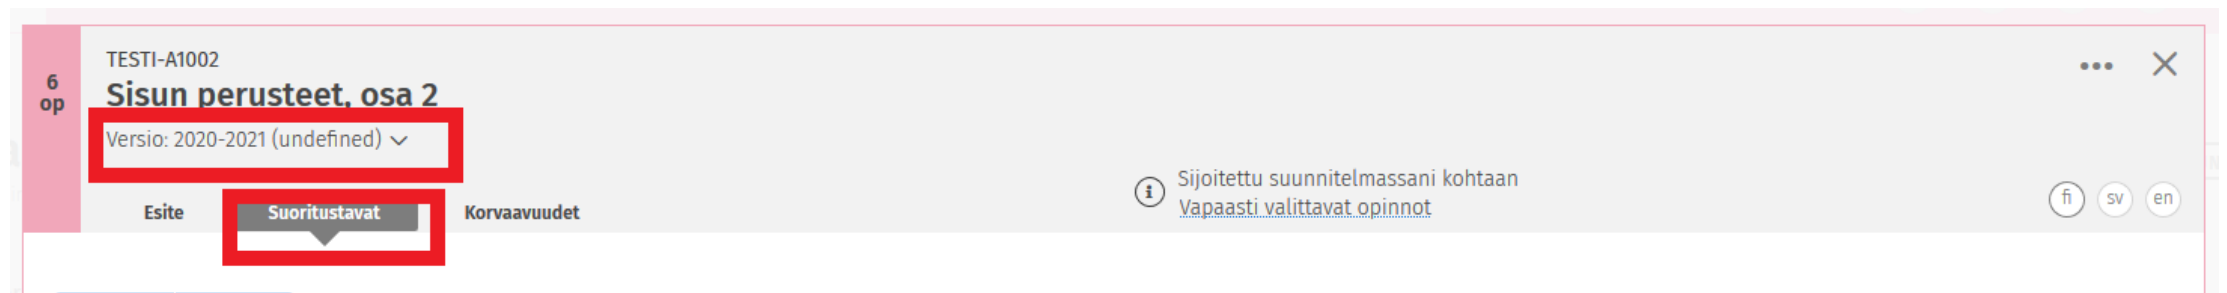 6
op
TESTI-A1002
Sisun perusteet, osa 2
Versio: 2020-2021 (undefined)
Sijoitettu suunnitelmassani kohtaan
Vapaasti valittavat opinnot
Esite Suoritustavat Korvaavuudet
fi sv en